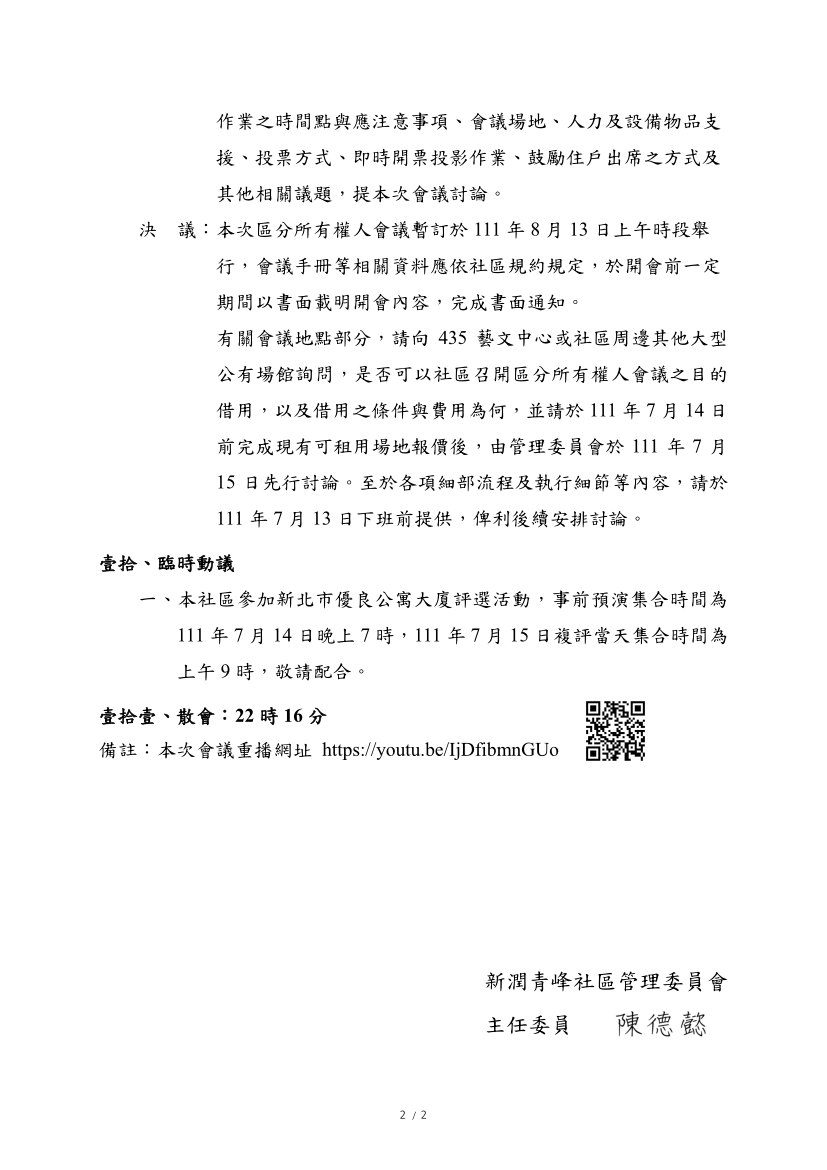 作業之時間點與應注意事項、會議場地、人力及設備物品支
援、投票方式、即時開票投影作業、鼓勵住戶出席之方式及
其他相關議題，提本次會議討論。
決　議：本次區分所有權人會議暫訂於 111 年 8 月 13 日上午時段舉
行，會議手冊等相關資料應依社區規約規定，於開會前一定
期間以書面載明開會內容，完成書面通知。
有關會議地點部分，請向 435 藝文中心或社區周邊其他大型
公有場館詢問，是否可以社區召開區分所有權人會議之目的
借用，以及借用之條件與費用為何，並請於 111 年 7 月 14 日
前完成現有可租用場地報價後，由管理委員會於 111 年 7 月
15 日先行討論。至於各項細部流程及執行細節等內容，請於
111 年 7 月 13 日下班前提供，俾利後續安排討論。
壹拾、臨時動議
一、本社區參加新北市優良公寓大廈評選活動，事前預演集合時間為
111 年 7 月 14 日晚上 7 時，111 年 7 月 15 日複評當天集合時間為
上午 9 時，敬請配合。
壹拾壹、散會：22 時 16 分
備註：本次會議重播網址 https://youtu.be/IjDfibmnGUo
新潤青峰社區管理委員會
主任委員　陳德懿
2 / 2